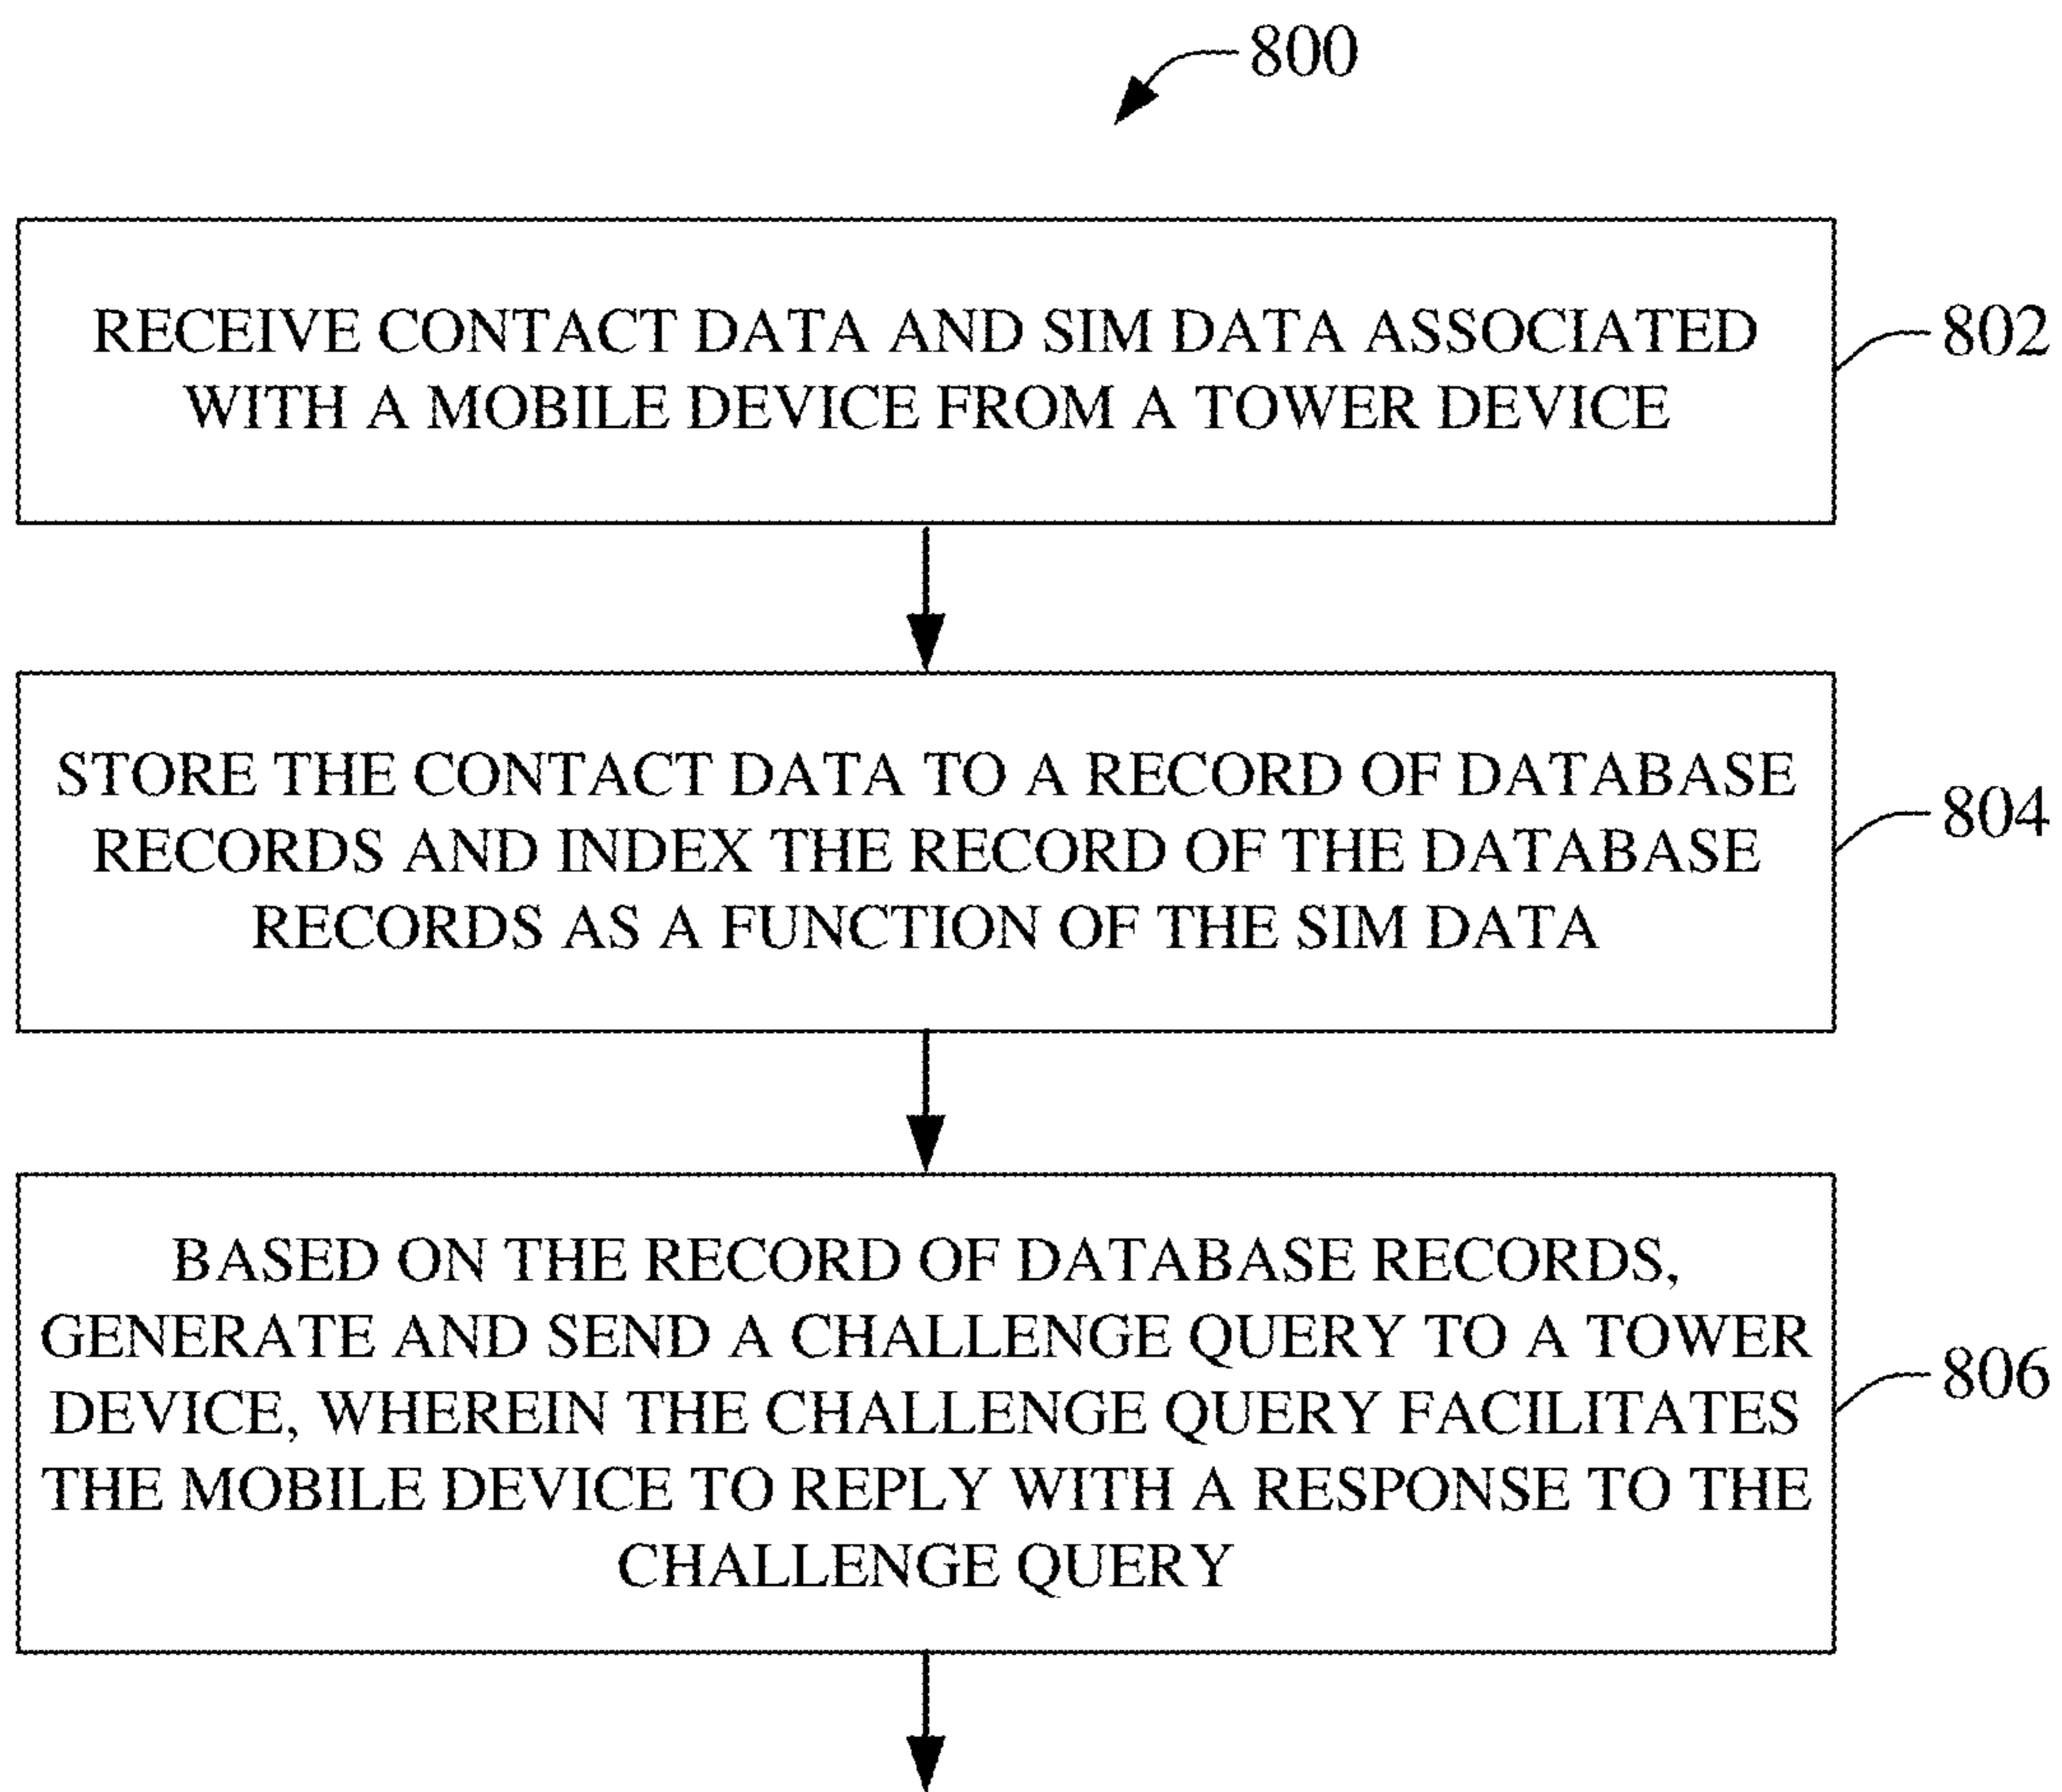 800
RECEIVE CONTACT DATA AND SIM DATA ASSOCIATED
WITH A MOBILE DEVICE FROM A TOWER DEVICE
802
STORE THE CONTACT DATA TO A RECORD OF DATABASE
RECORDS AND INDEX THE RECORD OF THE DATABASE
RECORDS AS A FUNCTION OF THE SIM DATA
804
BASED ON THE RECORD OF DATABASE RECORDS,
GENERATE AND SEND A CHALLENGE QUERY TO A TOWER
DEVICE, WHEREIN THE CHALLENGE QUERY FACILITATES
THE MOBILE DEVICE TO REPLY WITH A RESPONSE TO THE
CHALLENGE QUERY
806